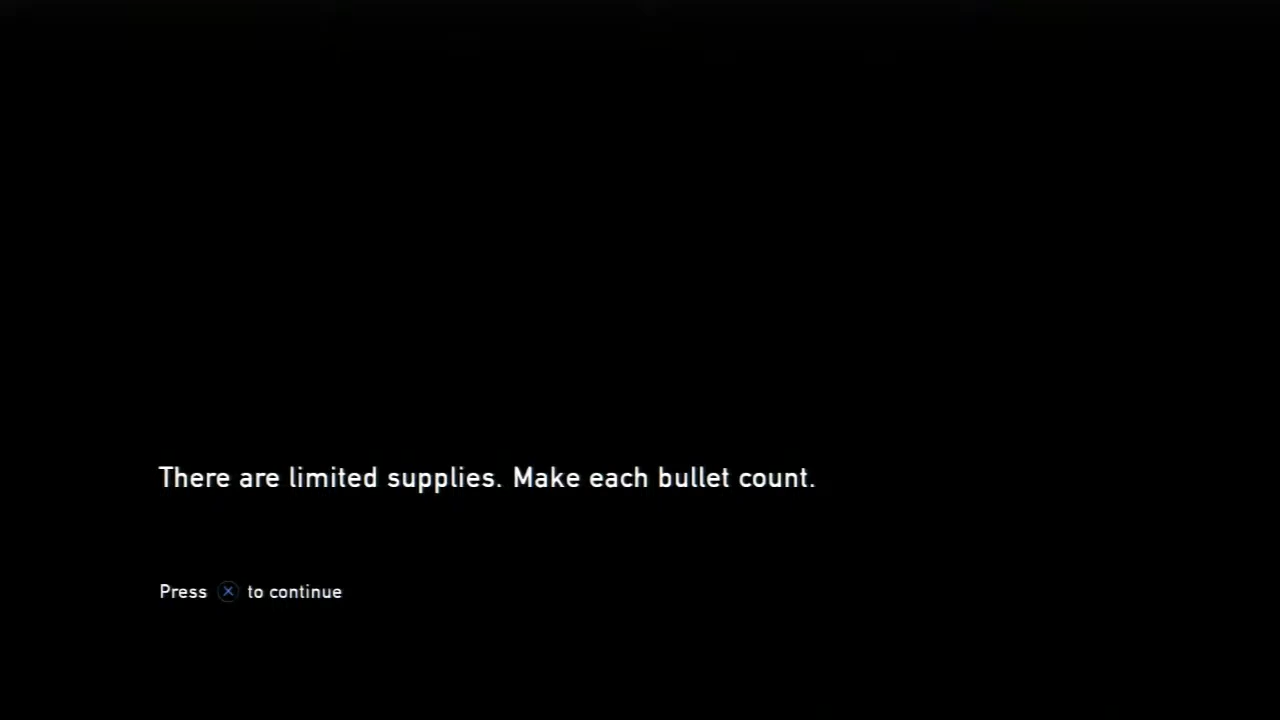 There are limited supplies. Make each bullet count.
Press ⓧ to continue